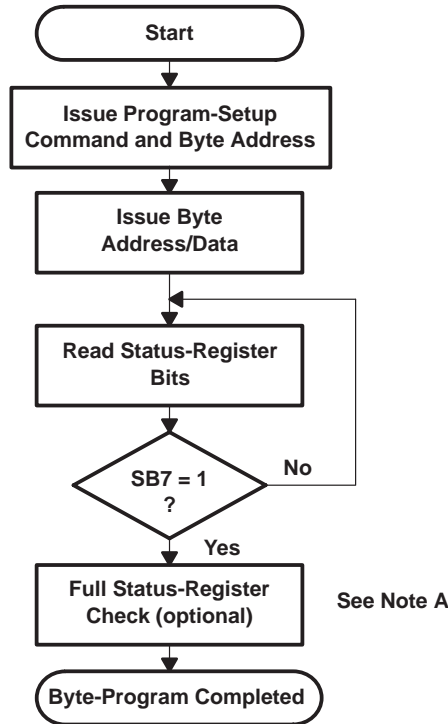 Start
Issue Program-Setup
Command and Byte Address
Issue Byte
Address/Data
Read Status-Register
Bits
SB7 = 1
?
No
Yes
Full Status-Register
Check (optional)
See Note A
Byte-Program Completed